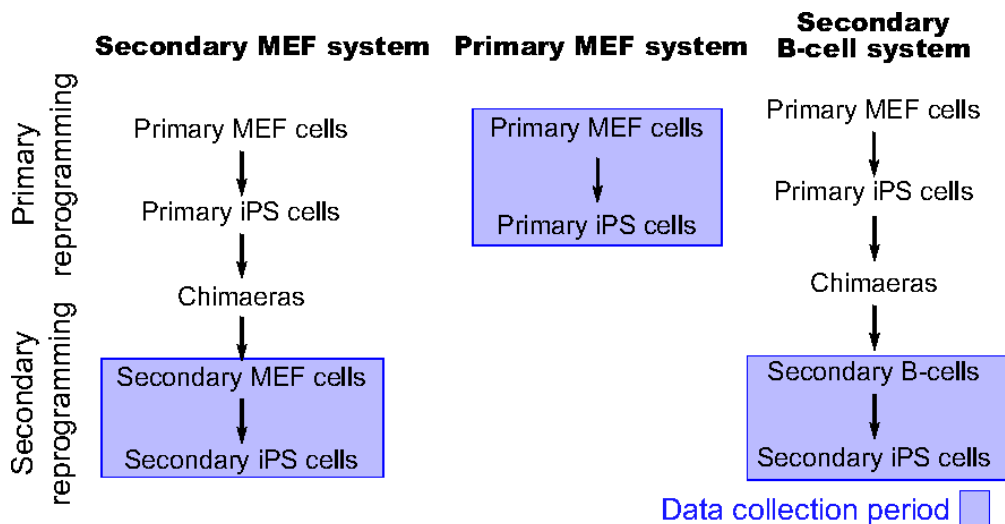 Secondary MEF system
Primary MEF system
Secondary
B-cell system
Primary
reprogramming
Secondary
reprogramming
Primary MEF cells
Primary iPS cells
Chimaeras
Secondary MEF cells
Secondary iPS cells
Primary MEF cells
Primary iPS cells
Primary MEF cells
Primary iPS cells
Chimaeras
Secondary B-cells
Secondary iPS cells
Data collection period